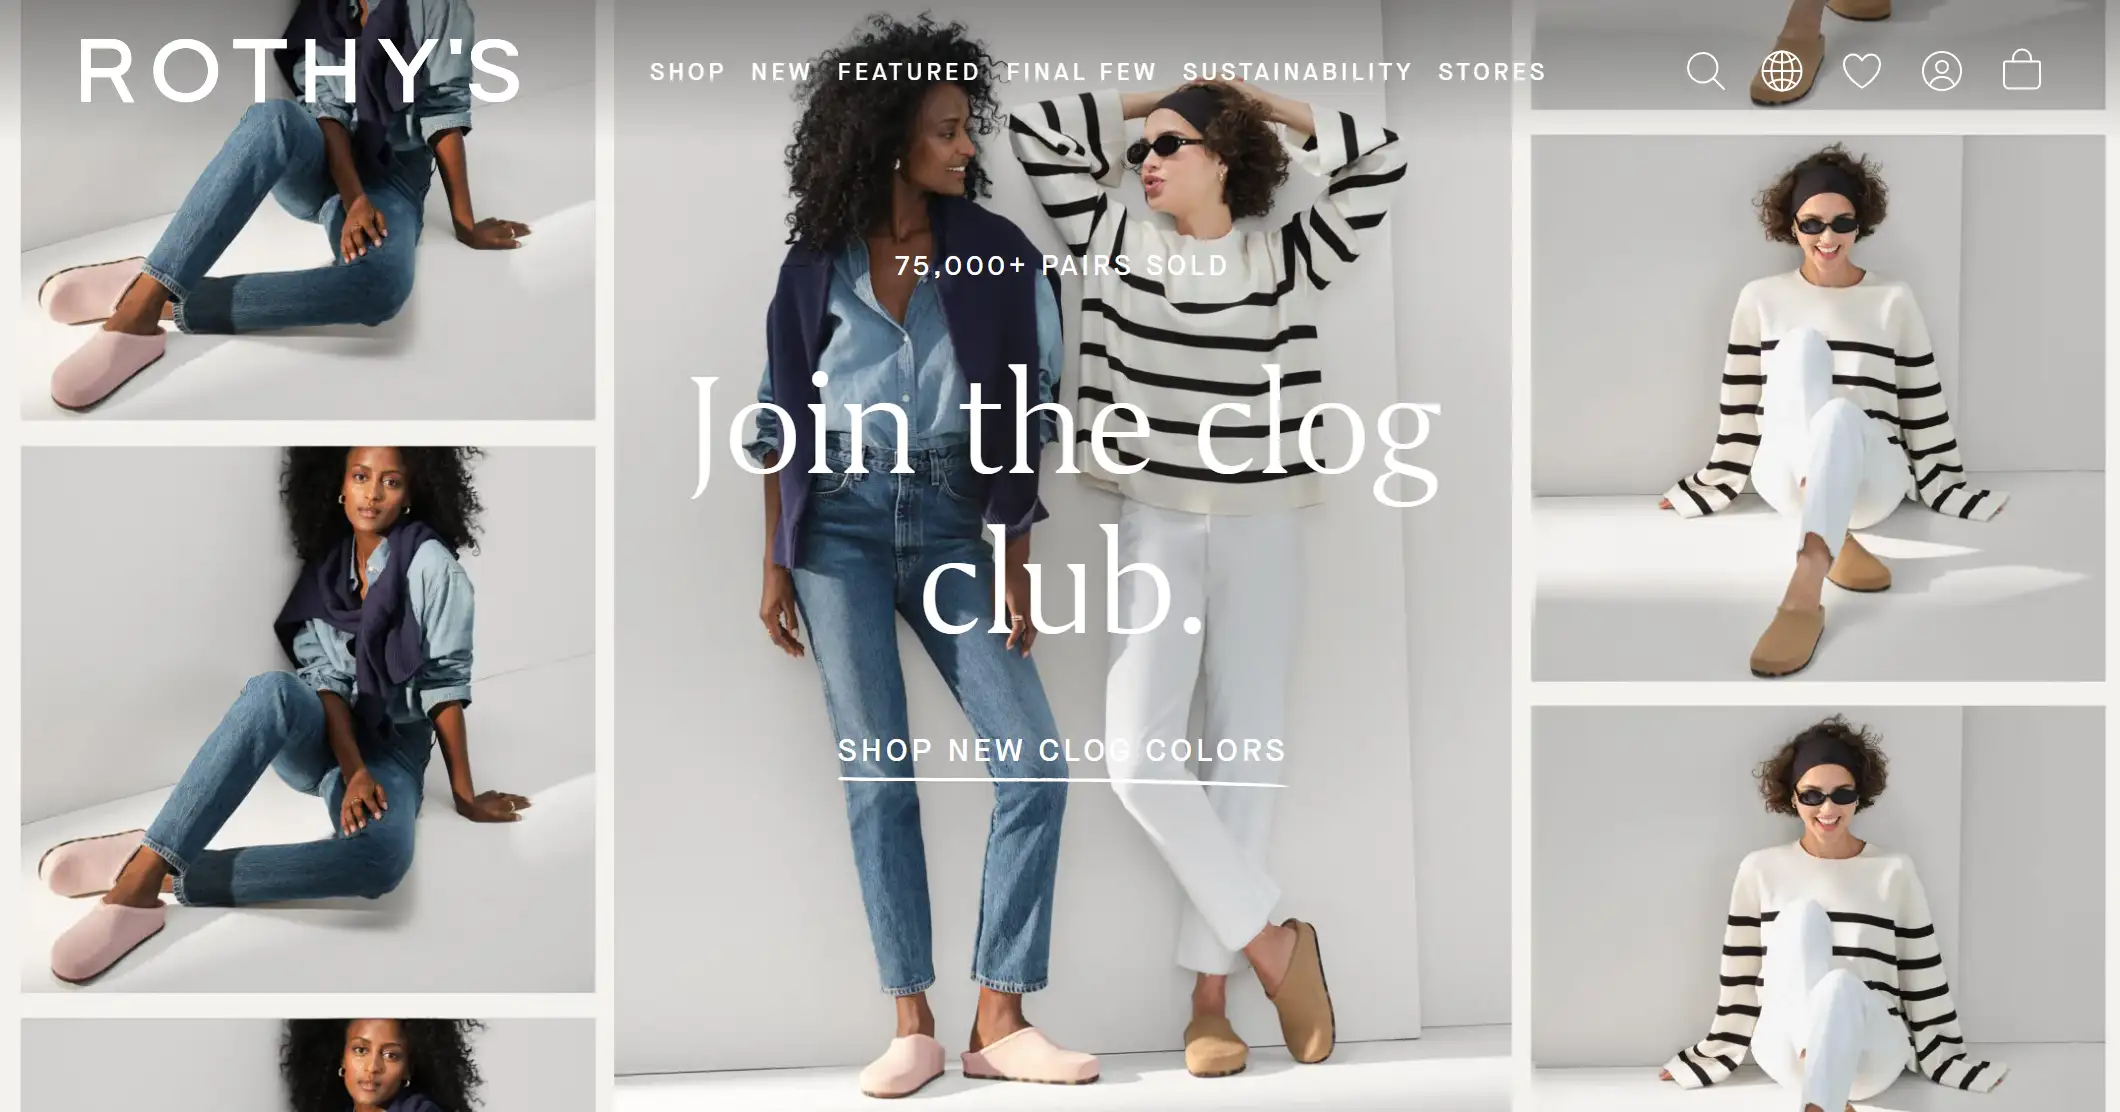 ROTHY'S
SHOP NEW FEATURED FINAL FEW SUSTAINABILITY STORES
75,000+ PAIRS SOLD
Join the clog
club.
SHOP NEW CLOG COLORS